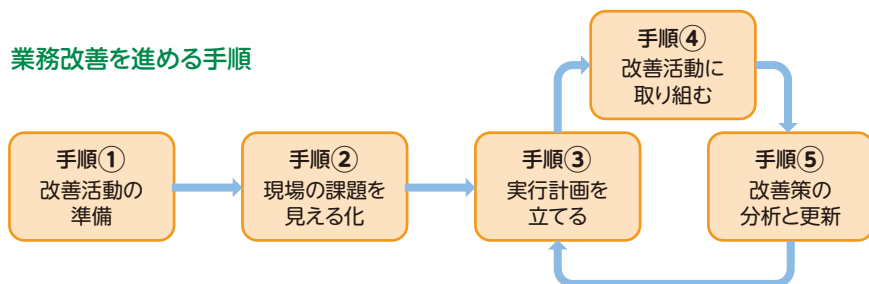 業務改善を進める手順
手順①
改善活動の
準備
手順②
現場の課題を
見える化
手順③
実行計画を
立てる
手順④
改善活動に
取り組む
手順⑤
改善策の
分析と更新